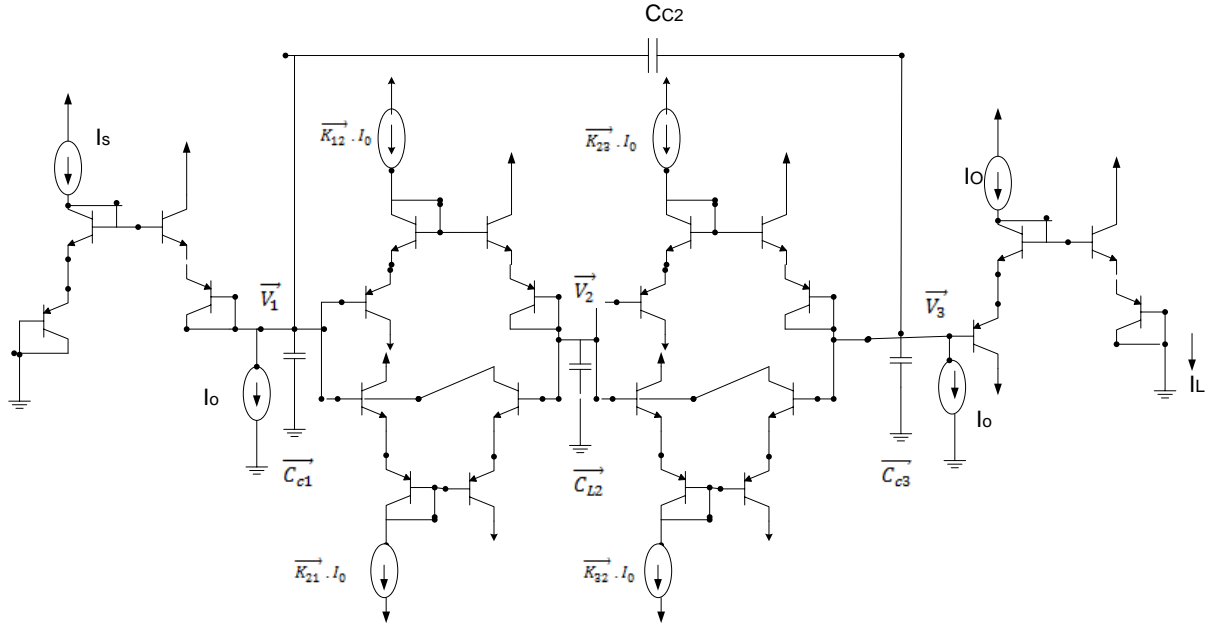 CC2
IS
K12 . I0
K23 . I0
IO
V1
V2
V3
IO
IO
IL
Cc1
CL2
Cc3
K21 . I0
K32 . I0